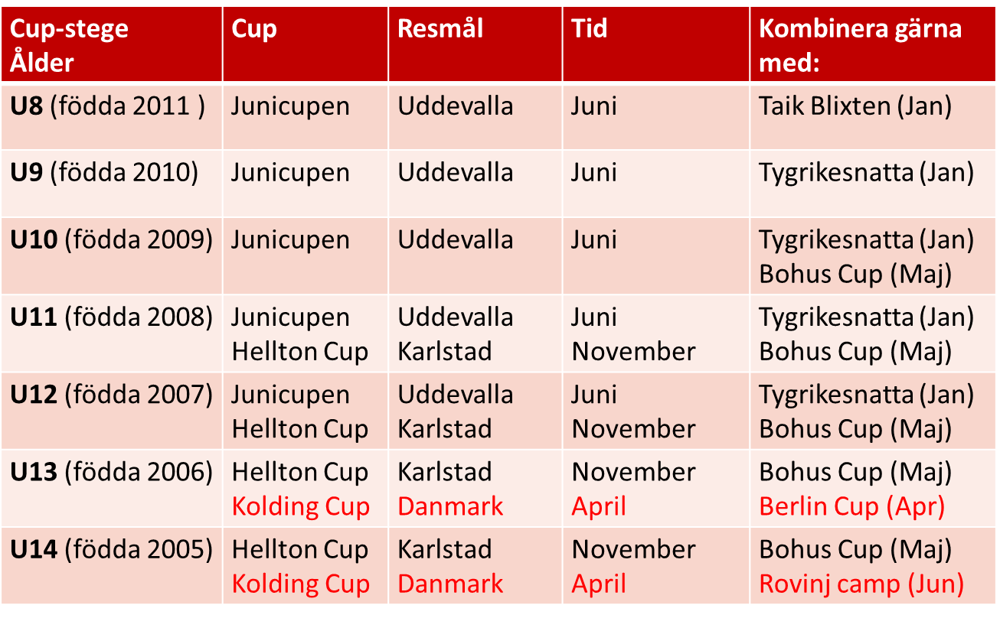 Cup-stege Ålder Cup Resmål Tid Kombinera gärna med:
U8 (födda 2011 ) Junicupen Uddevalla Juni Taik Blixten (Jan)
U9 (födda 2010) Junicupen Uddevalla Juni Tygrikesnatta (Jan)
U10 (födda 2009) Junicupen Uddevalla Juni Tygrikesnatta (Jan)
Bohus Cup (Maj)
U11 (födda 2008) Junicupen Uddevalla Juni Tygrikesnatta (Jan)
Hellton Cup Karlstad November Bohus Cup (Maj)
U12 (födda 2007) Junicupen Uddevalla Juni Tygrikesnatta (Jan)
Hellton Cup Karlstad November Bohus Cup (Maj)
U13 (födda 2006) Hellton Cup Karlstad November Bohus Cup (Maj)
Kolding Cup Danmark April Berlin Cup (Apr)
U14 (födda 2005) Hellton Cup Karlstad November Bohus Cup (Maj)
Kolding Cup Danmark April Rovinj camp (Jun)